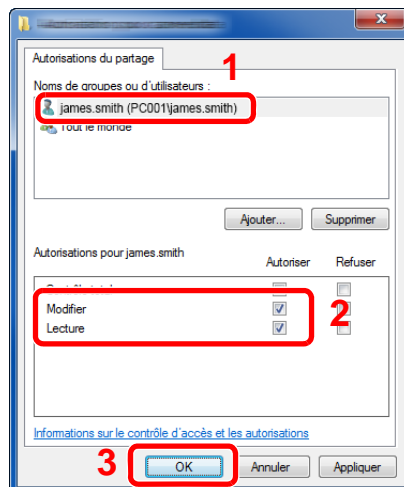 Autorisations du partage
1
Noms de groupes ou d'utilisateurs :
james.smith (PC001\james.smith)
Tout le monde
Ajouter... Supprimer
Autorisations pour james.smith Autoriser Refuser
Modifier
2
Lecture
Informations sur le contrôle d'accès et les autorisations
3
OK Annuler Appliquer